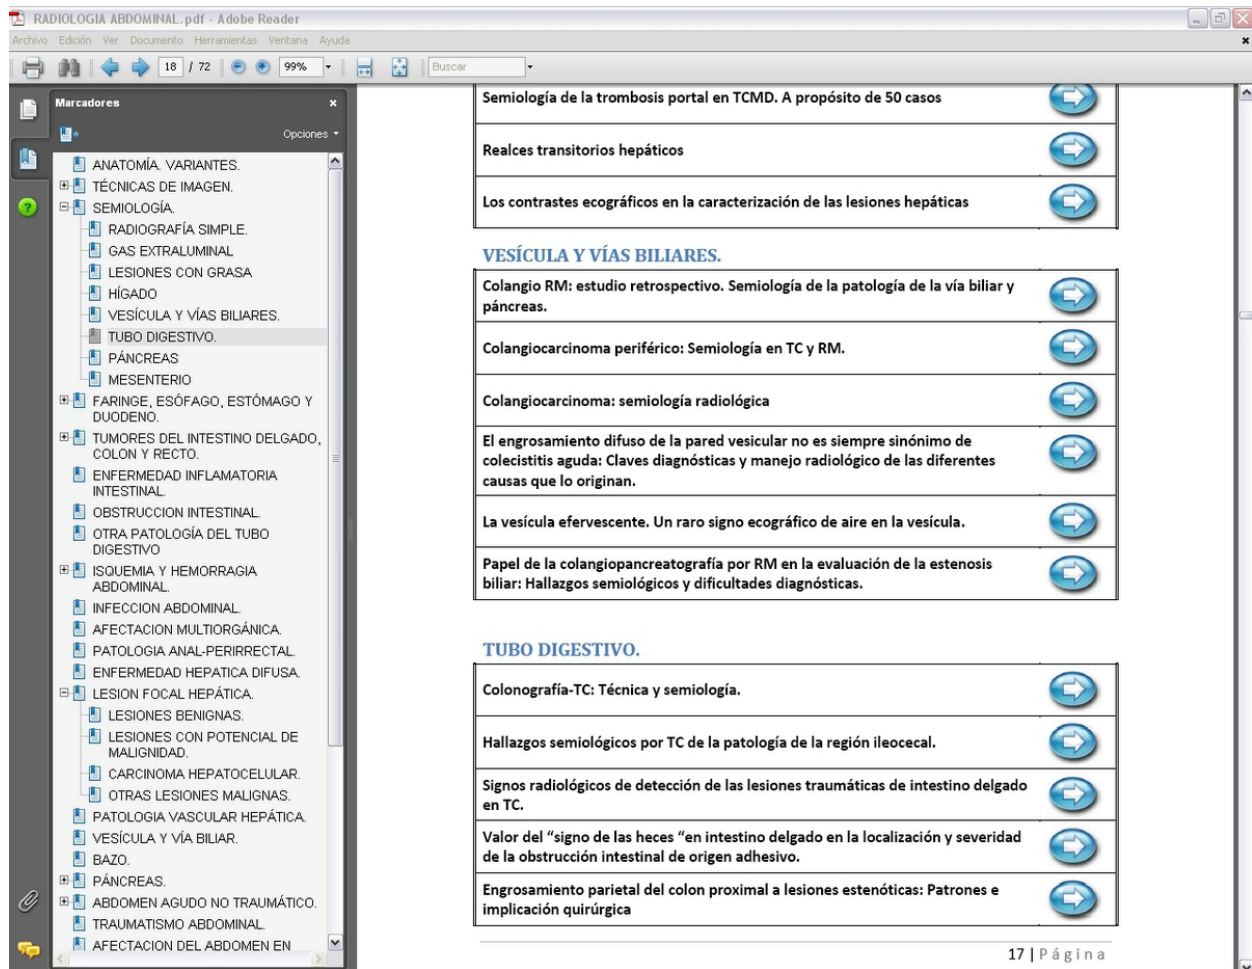 RADIOLOGIA ABDOMINAL.pdf - Adobe Reader
Archivo Edición Ver Documento Herramientas Ventana Ayuda
18 / 72 99% Buscar
Marcadores
Opciones
ANATOMÍA. VARIANTES.
TÉCNICAS DE IMAGEN.
SEMIOLOGÍA.
RADIOGRAFÍA SIMPLE.
GAS EXTRALUMINAL
LESIONES CON GRASA
HÍGADO
VESÍCULA Y VÍAS BILIARES.
TUBO DIGESTIVO.
PÁNCREAS
MESENTERIO
FARINGE, ESÓFAGO, ESTÓMAGO Y
DUODENO.
TUMORES DEL INTESTINO DELGADO,
COLON Y RECTO.
ENFERMEDAD INFLAMATORIA
INTESTINAL.
OBSTRUCCION INTESTINAL.
OTRA PATOLOGÍA DEL TUBO
DIGESTIVO
ISQUEMIA Y HEMORRAGIA
ABDOMINAL.
INFECCION ABDOMINAL.
AFECTACION MULTIORGÁNICA.
PATOLOGIA ANAL-PERIRRECTAL.
ENFERMEDAD HEPATICA DIFUSA.
LESION FOCAL HEPÁTICA.
LESIONES BENIGNAS.
LESIONES CON POTENCIAL DE
MALIGNIDAD.
CARCINOMA HEPATOCELULAR.
OTRAS LESIONES MALIGNAS.
PATOLOGIA VASCULAR HEPÁTICA.
VESÍCULA Y VÍA BILIAR.
BAZO.
PÁNCREAS.
ABDOMEN AGUDO NO TRAUMÁTICO.
TRAUMATISMO ABDOMINAL.
AFECTACION DEL ABDOMEN EN
Semiología de la trombosis portal en TCMD. A propósito de 50 casos
Realces transitorios hepáticos
Los contrastes ecográficos en la caracterización de las lesiones hepáticas
VESÍCULA Y VÍAS BILIARES.
Colangio RM: estudio retrospectivo. Semiología de la patología de la vía biliar y
páncreas.
Colangiocarcinoma periférico: Semiología en TC y RM.
Colangiocarcinoma: semiología radiológica
El engrosamiento difuso de la pared vesicular no es siempre sinónimo de
colecistitis aguda: Claves diagnósticas y manejo radiológico de las diferentes
causas que lo originan.
La vesícula efervescente. Un raro signo ecográfico de aire en la vesícula.
Papel de la colangiopancreatografía por RM en la evaluación de la estenosis
biliar: Hallazgos semiológicos y dificultades diagnósticas.
TUBO DIGESTIVO.
Colonografía-TC: Técnica y semiología.
Hallazgos semiológicos por TC de la patología de la región ileocecal.
Signos radiológicos de detección de las lesiones traumáticas de intestino delgado
en TC.
Valor del “signo de las heces “en intestino delgado en la localización y severidad
de la obstrucción intestinal de origen adhesivo.
Engrosamiento parietal del colon proximal a lesiones estenóticas: Patrones e
implicación quirúrgica
17 | Página